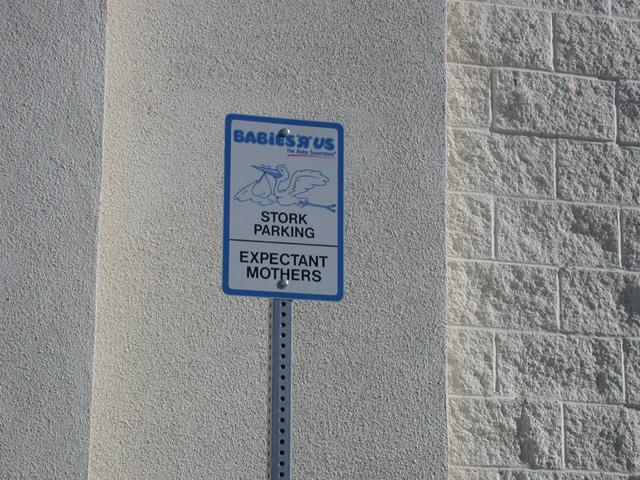 BABIES"R"US
The Baby Superstore
STORK
PARKING
EXPECTANT
MOTHERS